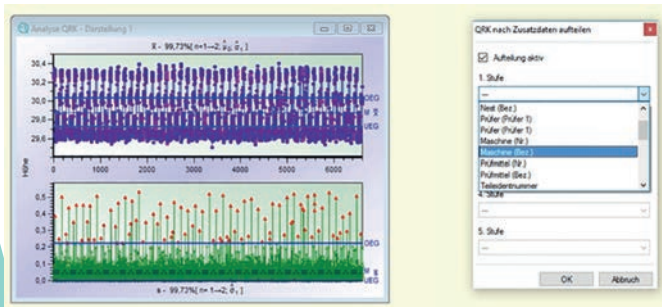 Analyse QRK - Darstellung 1
x̿ - 99,73%[ n=1→2; μ̂₀; σ̂₁ ]
30,4
30,2
30,0
29,8
29,6
OEG
M
UEG
0 1000 2000 3000 4000 5000 6000
Höhe
0,5
0,4
0,3
0,2
0,1
0,0
OEG
M
UEG
s - 99,73%[ n= 1→2; σ̂₁ ]
QRK nach Zusatzdaten aufteilen
Aufteilung aktiv
1. Stufe
---
Nest (Bez.)
Prüfer (Prüfer 1)
Prüfer (Prüfer 1)
Maschine (Nr.)
Maschine (Bez.)
Prüfmittel (Nr.)
Prüfmittel (Bez.)
Teileidentnummer
4. Stufe
---
5. Stufe
---
OK Abbruch